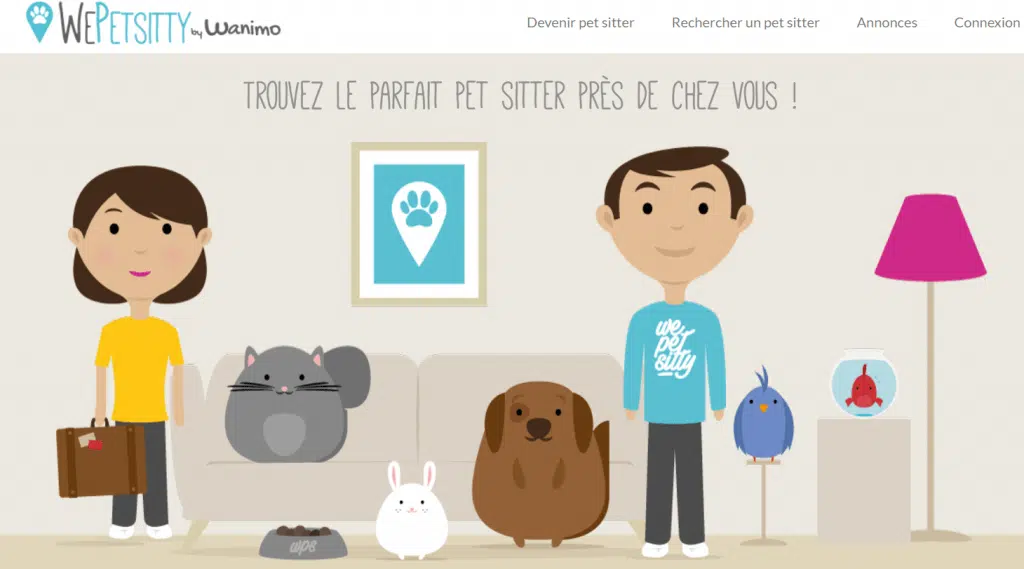 WePetsitty by Wanimo
Devenir pet sitter
Rechercher un pet sitter
Annonces
Connexion
TROUVEZ LE PARFAIT PET SITTER PRÈS DE CHEZ VOUS !
we
pet
sitty
wps